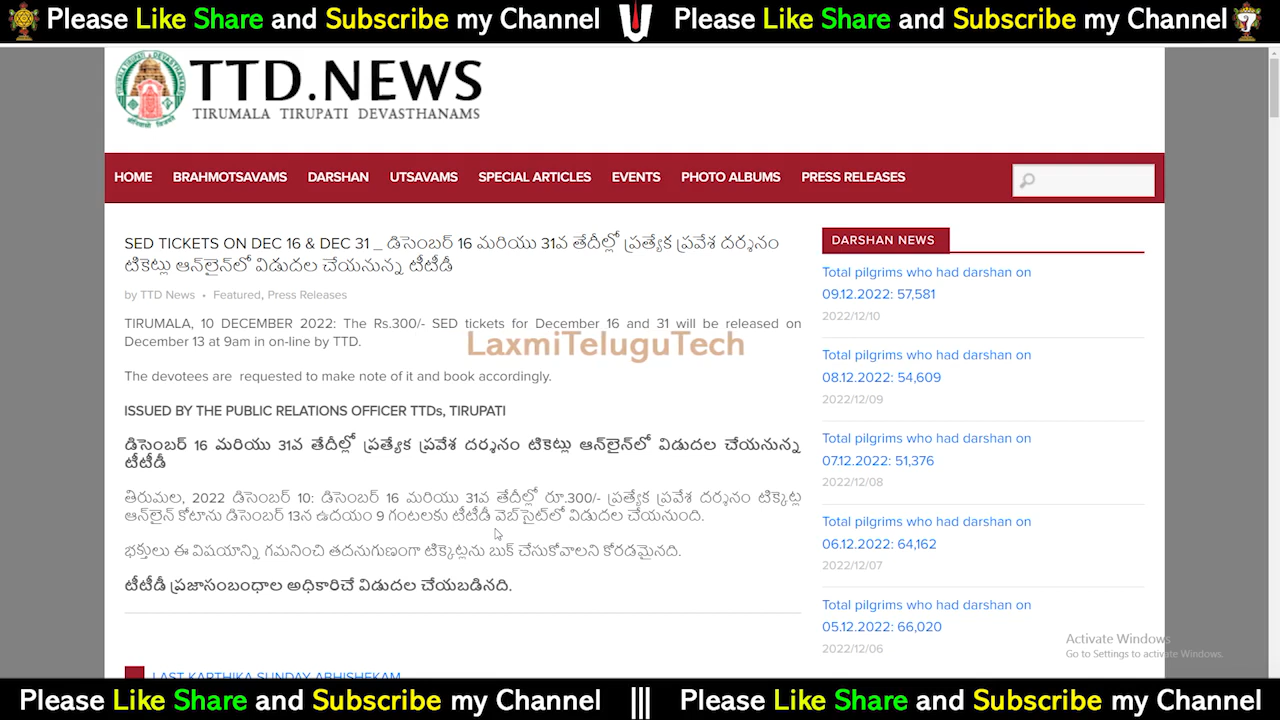 Please Like Share and Subscribe my Channel Please Like Share and Subscribe my Channel
TTD.NEWS
TIRUMALA TIRUPATI DEVASTHANAMS
HOME BRAHMOTSAVAMS DARSHAN UTSAVAMS SPECIAL ARTICLES EVENTS PHOTO ALBUMS PRESS RELEASES
SED TICKETS ON DEC 16 & DEC 31 _ డిసెంబర్ 16 మరియు 31వ తేదీల్లో ప్రత్యేక ప్రవేశ దర్శనం
టికెట్లు ఆన్‌లైన్‌లో విడుదల చేయనున్న టీటీడీ
by TTD News • Featured, Press Releases
TIRUMALA, 10 DECEMBER 2022: The Rs.300/- SED tickets for December 16 and 31 will be released on
December 13 at 9am in on-line by TTD.
LaxmiTeluguTech
The devotees are requested to make note of it and book accordingly.
ISSUED BY THE PUBLIC RELATIONS OFFICER TTDs, TIRUPATI
డిసెంబర్ 16 మరియు 31వ తేదీల్లో ప్రత్యేక ప్రవేశ దర్శనం టికెట్లు ఆన్‌లైన్‌లో విడుదల చేయనున్న
టీటీడీ
తిరుమల, 2022 డిసెంబర్ 10: డిసెంబర్ 16 మరియు 31వ తేదీల్లో రూ.300/- ప్రత్యేక ప్రవేశ దర్శనం టిక్కెట్ల
ఆన్‌లైన్ కోటాను డిసెంబర్ 13న ఉదయం 9 గంటలకు టీటీడీ వెబ్‌సైట్‌లో విడుదల చేయనుంది.
భక్తులు ఈ విషయాన్ని గమనించి తదనుగుణంగా టిక్కెట్లను బుక్ చేసుకోవాలని కోరడమైనది.
టీటీడీ ప్రజాసంబంధాల అధికారిచే విడుదల చేయబడినది.
LAST KARTHIKA SUNDAY ABHISHEKAM
DARSHAN NEWS
Total pilgrims who had darshan on
09.12.2022: 57,581
2022/12/10
Total pilgrims who had darshan on
08.12.2022: 54,609
2022/12/09
Total pilgrims who had darshan on
07.12.2022: 51,376
2022/12/08
Total pilgrims who had darshan on
06.12.2022: 64,162
2022/12/07
Total pilgrims who had darshan on
05.12.2022: 66,020
2022/12/06
Activate Windows
Go to Settings to activate Windows.
Please Like Share and Subscribe my Channel ||| Please Like Share and Subscribe my Channel